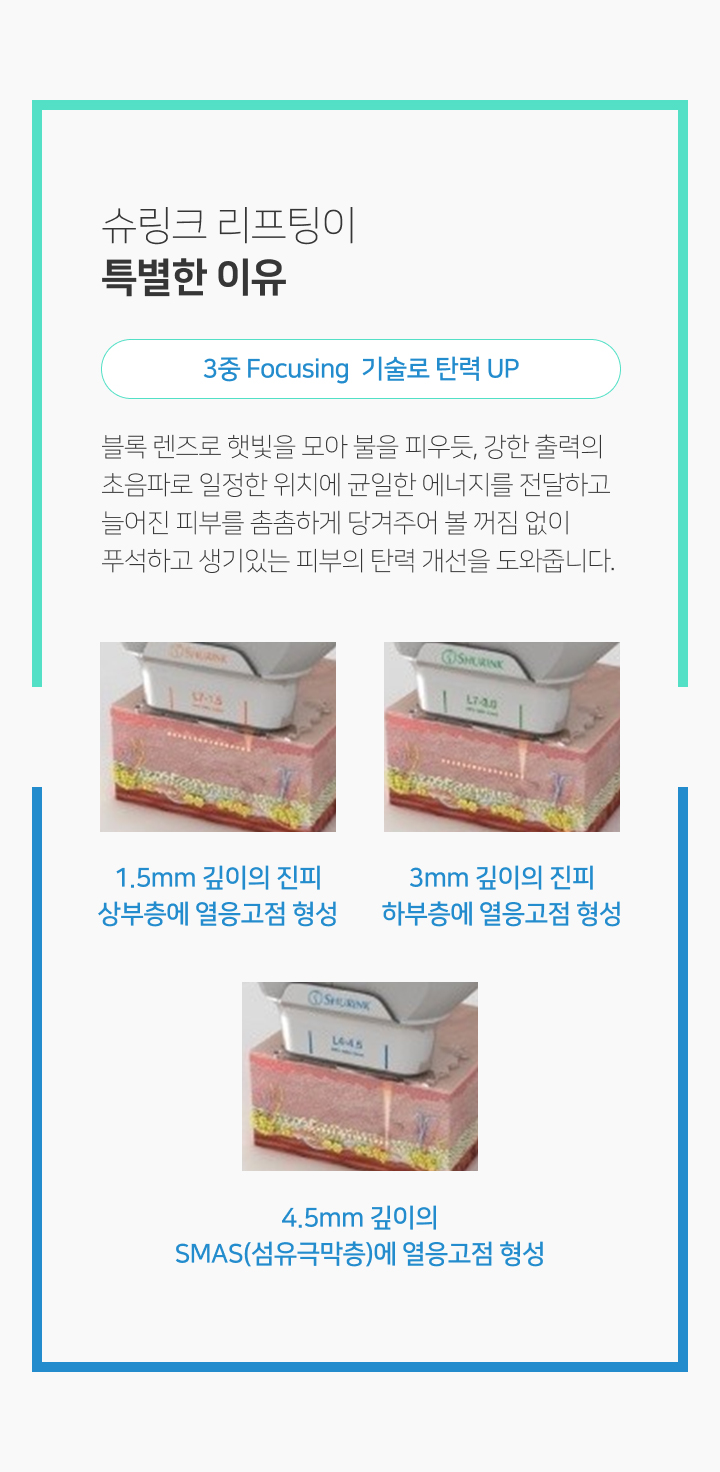 슈링크 리프팅이
특별한 이유
3중 Focusing 기술로 탄력 UP
블록 렌즈로 햇빛을 모아 불을 피우듯, 강한 출력의
초음파로 일정한 위치에 균일한 에너지를 전달하고
늘어진 피부를 촘촘하게 당겨주어 볼 꺼짐 없이
푸석하고 생기있는 피부의 탄력 개선을 도와줍니다.
SHURINK
L7-1.5
SHURINK
L7-3.0
1.5mm 깊이의 진피
상부층에 열응고점 형성
3mm 깊이의 진피
하부층에 열응고점 형성
SHURINK
L4-4.5
4.5mm 깊이의
SMAS(섬유극막층)에 열응고점 형성